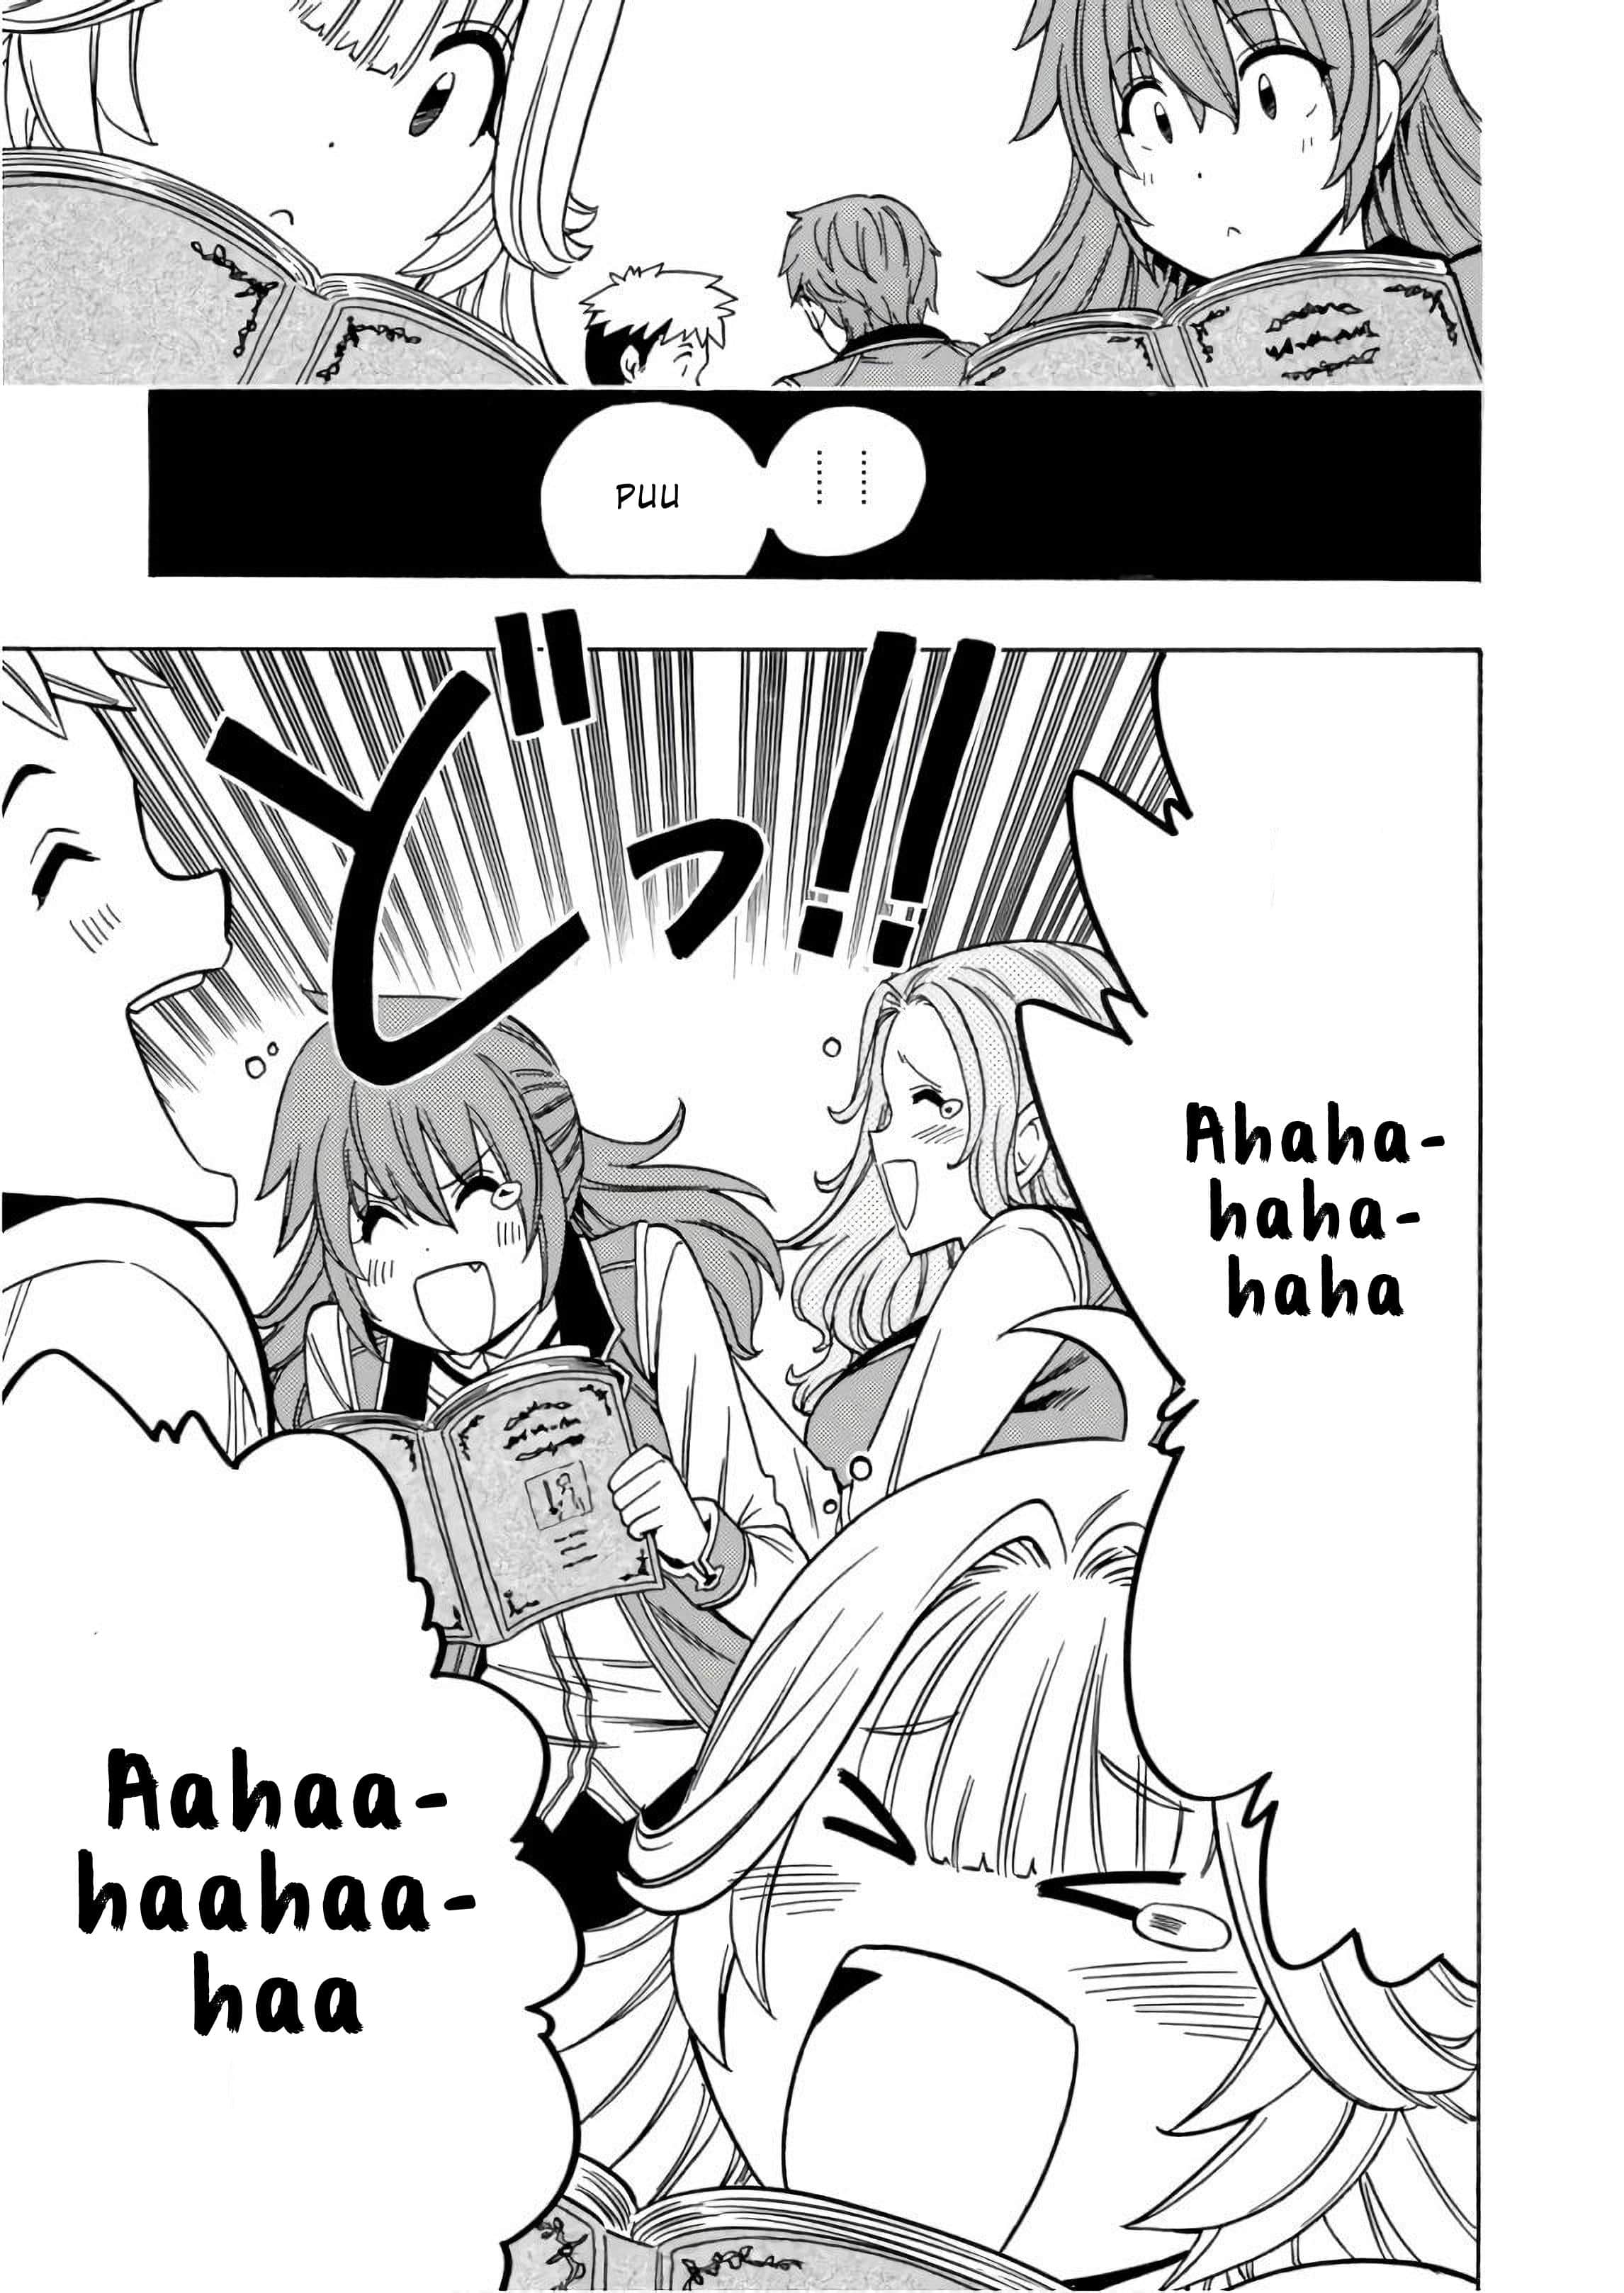 ......
......
PUU
どっ!!
Ahaha-
haha-
haha
Aahaa-
haahaa-
haa